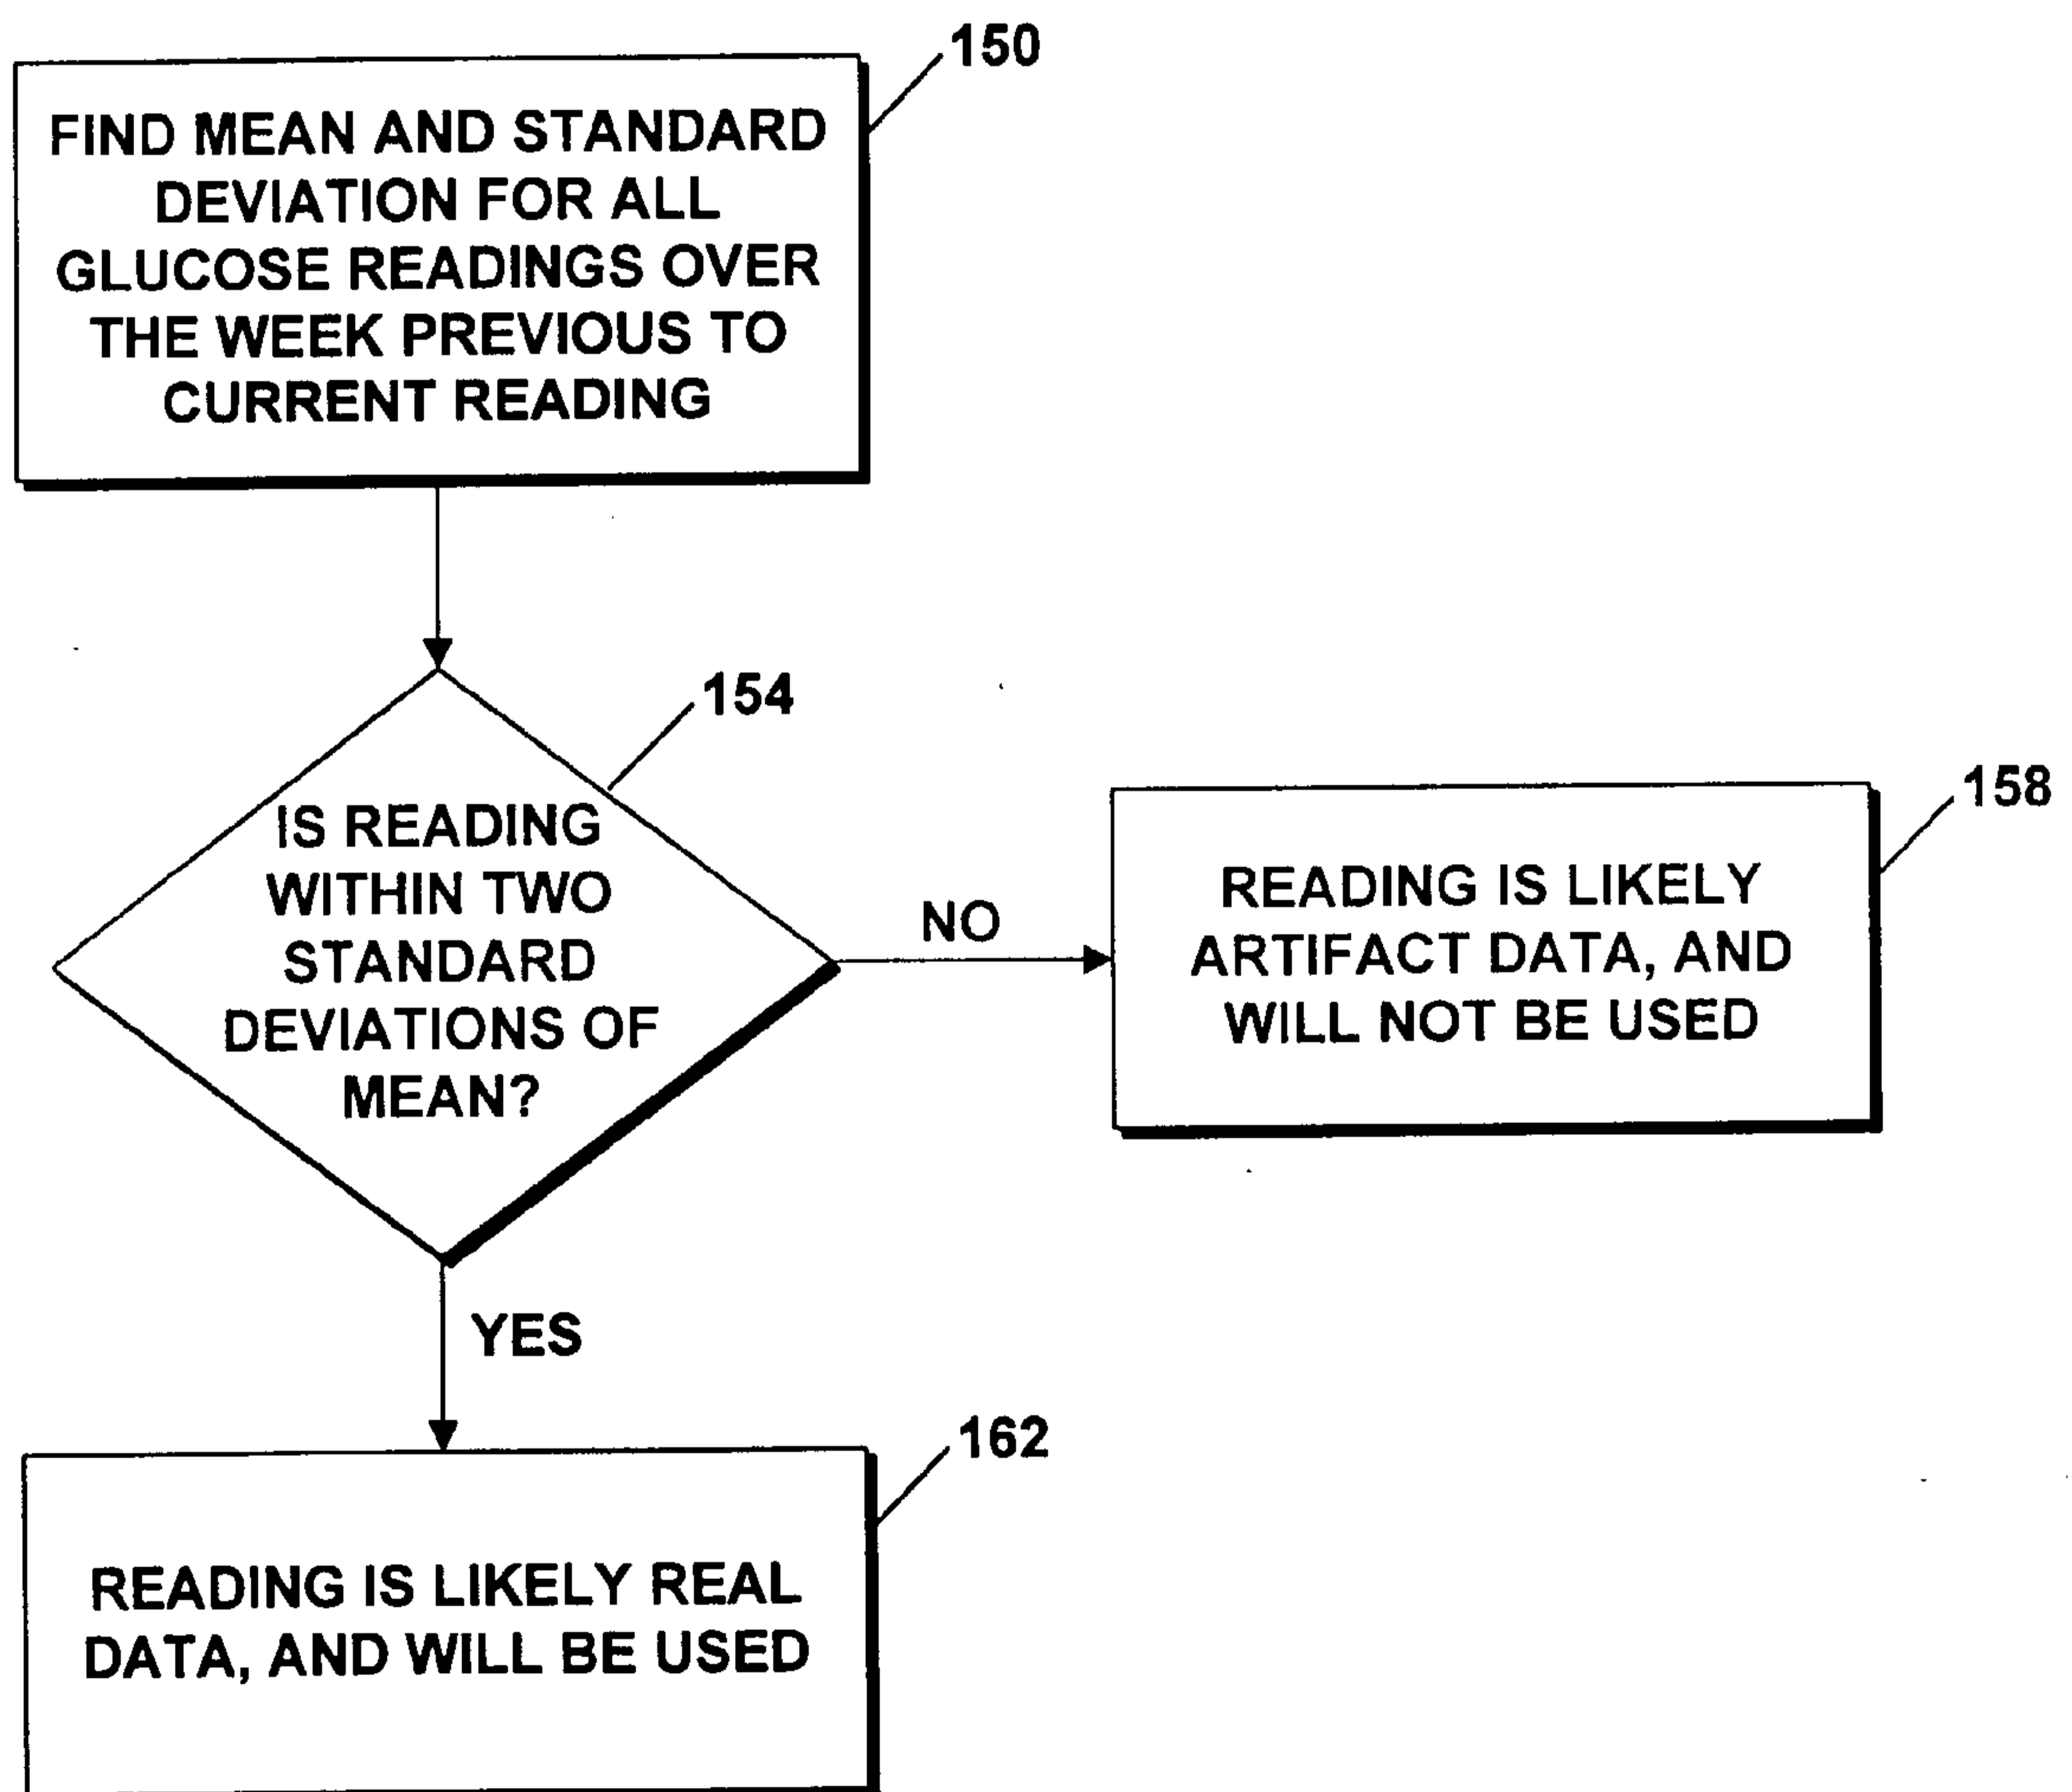 150
FIND MEAN AND STANDARD
DEVIATION FOR ALL
GLUCOSE READINGS OVER
THE WEEK PREVIOUS TO
CURRENT READING
154
IS READING
WITHIN TWO
STANDARD
DEVIATIONS OF
MEAN?
NO
158
READING IS LIKELY
ARTIFACT DATA, AND
WILL NOT BE USED
YES
162
READING IS LIKELY REAL
DATA, AND WILL BE USED